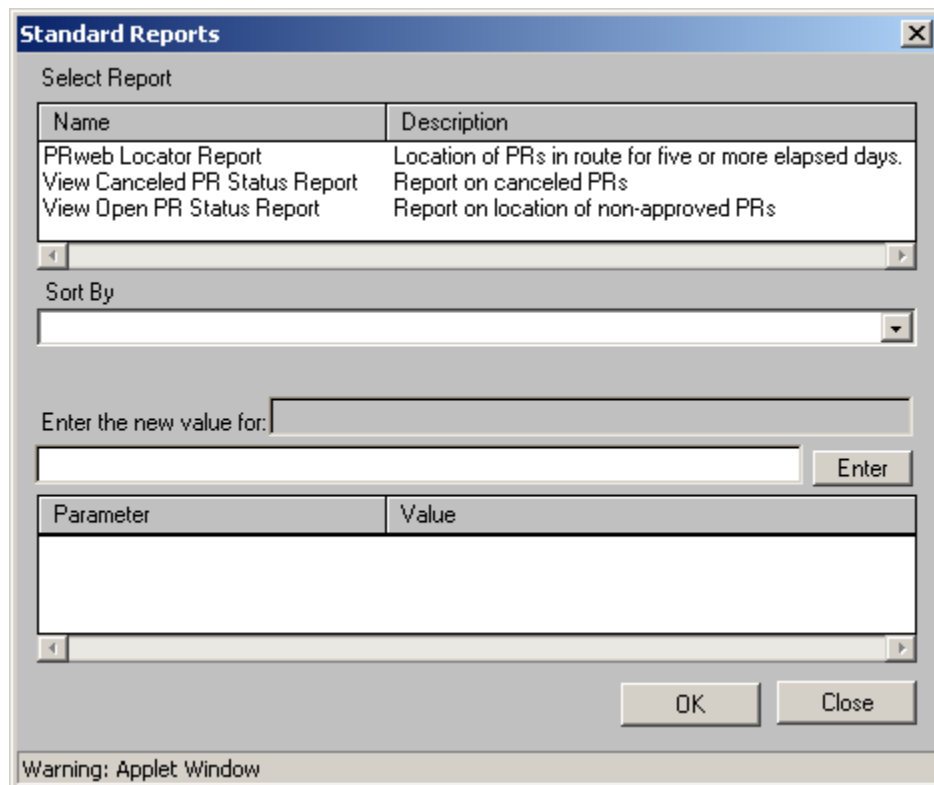 Standard Reports
Select Report
Name Description
PRweb Locator Report Location of PRs in route for five or more elapsed days.
View Canceled PR Status Report Report on canceled PRs
View Open PR Status Report Report on location of non-approved PRs
Sort By
Enter the new value for:
Enter
Parameter Value
OK Close
Warning: Applet Window